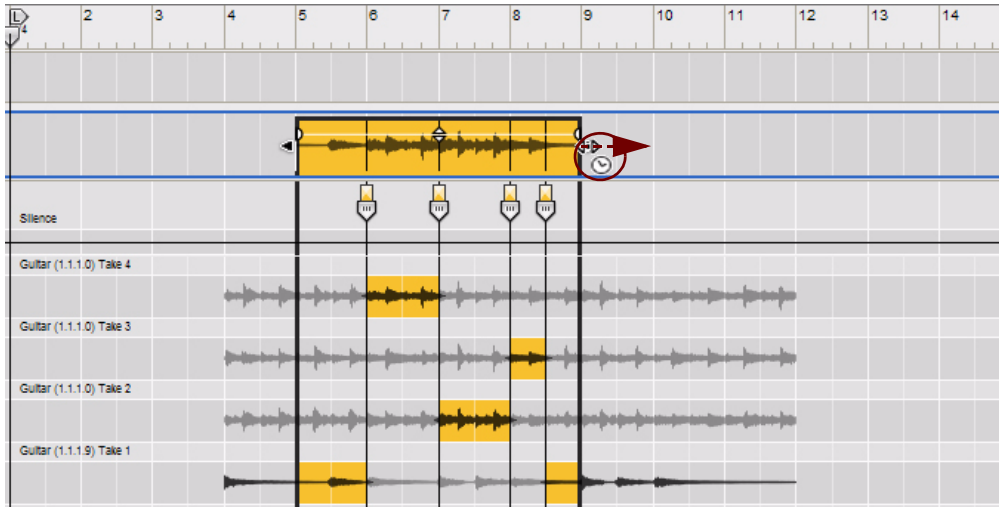 L 2 3 4 5 6 7 8 9 10 11 12 13 14
4
Silence
Guitar (1.1.1.0) Take 4
Guitar (1.1.1.0) Take 3
Guitar (1.1.1.0) Take 2
Guitar (1.1.1.9) Take 1